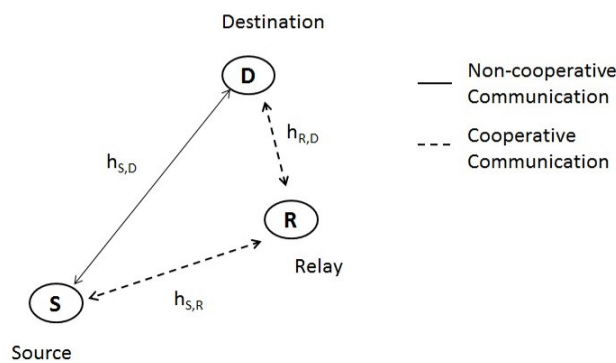 Destination
D
Non-cooperative
Communication
Cooperative
Communication
h_{R,D}
h_{S,D}
R
Relay
S
h_{S,R}
Source